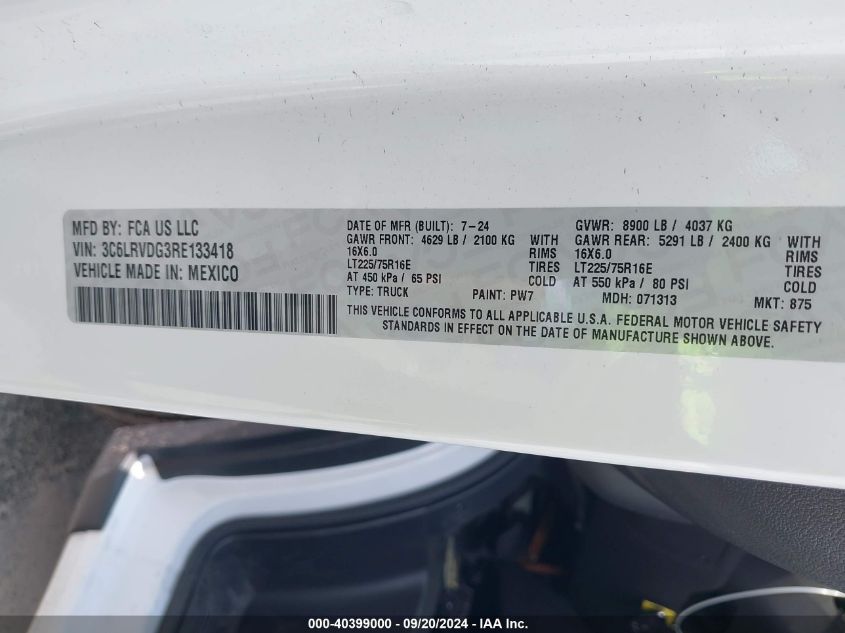 MFD BY: FCA US LLC
VIN: 3C6LRVDG3RE133418
VEHICLE MADE IN: MEXICO
DATE OF MFR (BUILT): 7-24
GAWR FRONT: 4629 LB / 2100 KG WITH
16X6.0 RIMS
LT225/75R16E TIRES
AT 450 kPa / 65 PSI COLD
TYPE: TRUCK PAINT: PW7
GVWR: 8900 LB / 4037 KG
GAWR REAR: 5291 LB / 2400 KG WITH
16X6.0 RIMS
LT225/75R16E TIRES
AT 550 kPa / 80 PSI COLD
MDH: 071313 MKT: 875
THIS VEHICLE CONFORMS TO ALL APPLICABLE U.S.A. FEDERAL MOTOR VEHICLE SAFETY
STANDARDS IN EFFECT ON THE DATE OF MANUFACTURE SHOWN ABOVE.
000-40399000 - 09/20/2024 - IAA Inc.